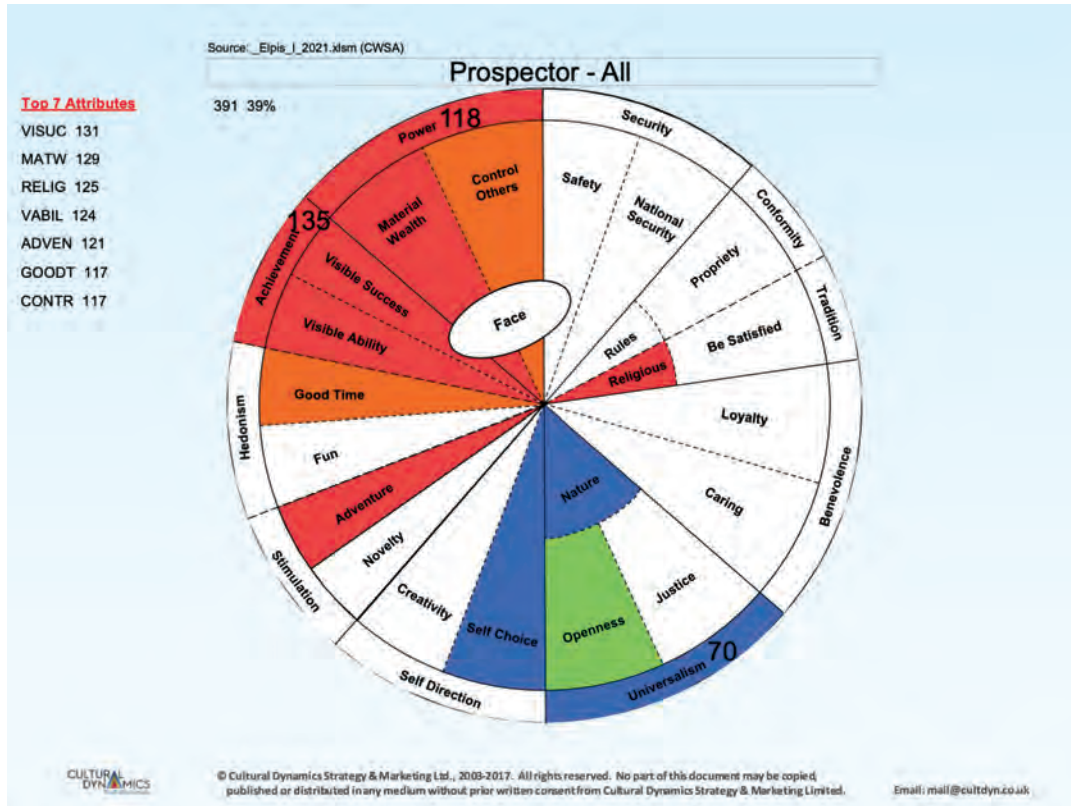 Source: _Elpis_I_2021.xlsm (CWSA)
Prospector - All
Top 7 Attributes
391 39%
VISUC 131
MATW 129
RELIG 125
VABIL 124
ADVEN 121
GOODT 117
CONTR 117
Power 118
Security
Conformity
Tradition
Benevolence
Universalism 70
Self Direction
Stimulation
Hedonism
Achievement 135
Control
Others
Safety
National
Security
Propriety
Rules
Be Satisfied
Religious
Loyalty
Caring
Justice
Nature
Openness
Self Choice
Creativity
Novelty
Adventure
Fun
Good Time
Visible Ability
Visible Success
Material
Wealth
Face
CULTURAL
DYNAMICS
© Cultural Dynamics Strategy & Marketing Ltd., 2003-2017. All rights reserved. No part of this document may be copied,
published or distributed in any medium without prior written consent from Cultural Dynamics Strategy & Marketing Limited.
Email: mail@cultdyn.co.uk